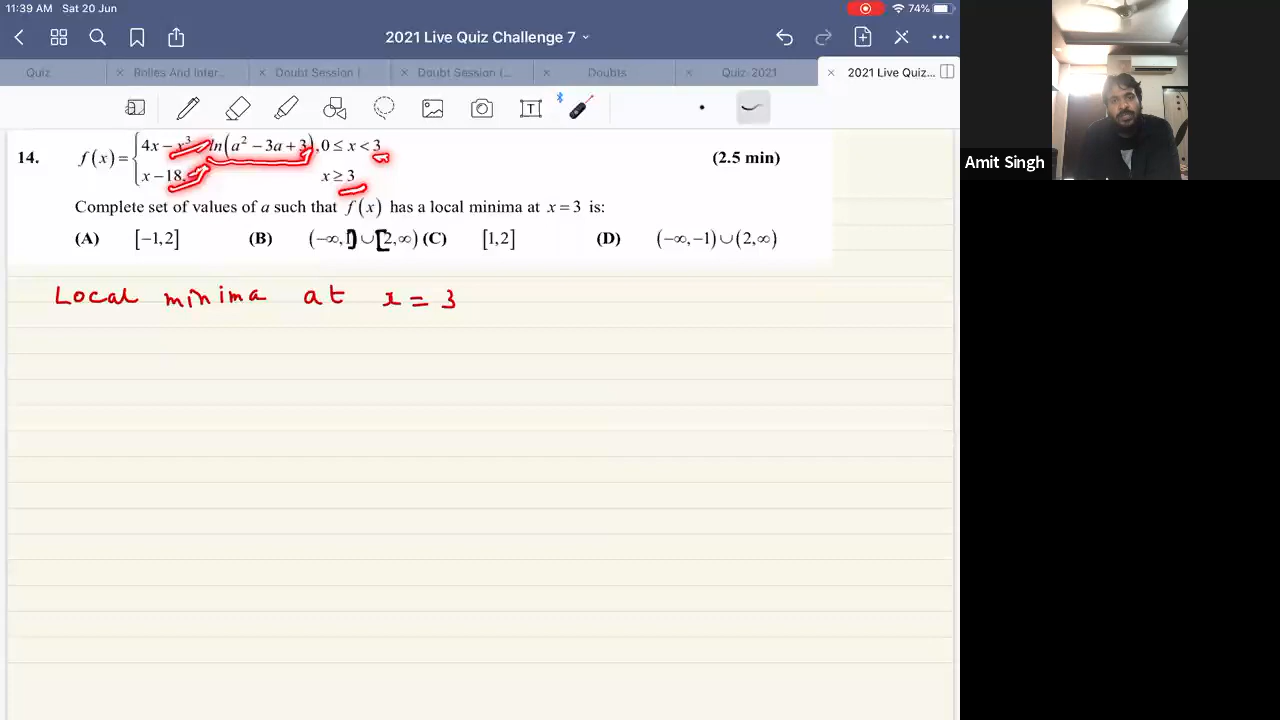 11:39 AM Sat 20 Jun 74%
2021 Live Quiz Challenge 7
Quiz × Rolles And Inter... × Doubt Session ( × Doubt Session (... × Doubts × Quiz 2021 × 2021 Live Quiz...
14. f(x) = { 4x − x³ ln(a² − 3a + 3), 0 ≤ x < 3 (2.5 min)
x − 18, x ≥ 3
Complete set of values of a such that f(x) has a local minima at x = 3 is:
(A) [−1,2] (B) (−∞,1] ∪ [2,∞) (C) [1,2] (D) (−∞,−1) ∪ (2,∞)
Local minima at x = 3
Amit Singh